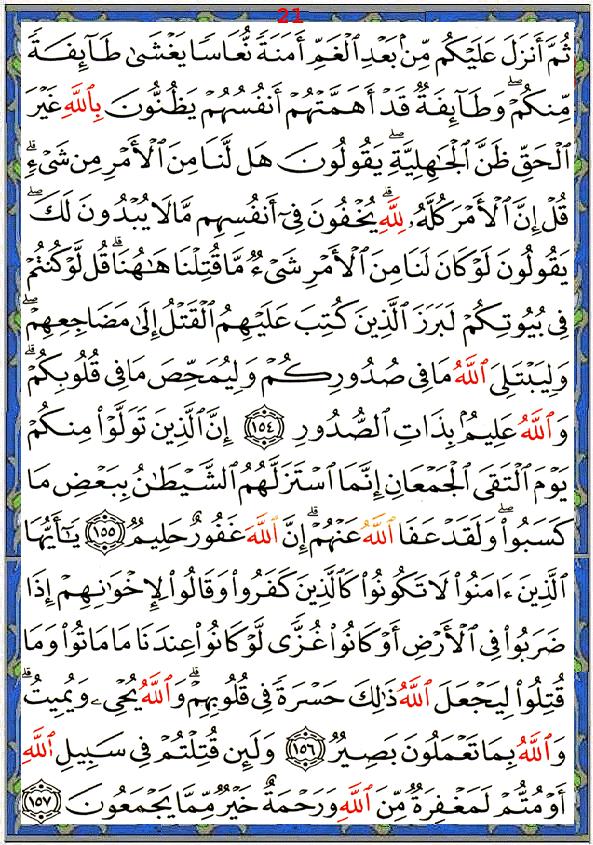 21
ثُمَّ أَنزَلَ عَلَيْكُم مِّنۢ بَعْدِ ٱلْغَمِّ أَمَنَةً نُّعَاسًا يَغْشَىٰ طَآئِفَةً
مِّنكُمْ ۖ وَطَآئِفَةٌ قَدْ أَهَمَّتْهُمْ أَنفُسُهُمْ يَظُنُّونَ بِٱللَّهِ غَيْرَ
ٱلْحَقِّ ظَنَّ ٱلْجَـٰهِلِيَّةِ ۖ يَقُولُونَ هَل لَّنَا مِنَ ٱلْأَمْرِ مِن شَىْءٍ ۗ
قُلْ إِنَّ ٱلْأَمْرَ كُلَّهُۥ لِلَّهِ ۗ يُخْفُونَ فِىٓ أَنفُسِهِم مَّا لَا يُبْدُونَ لَكَ ۖ
يَقُولُونَ لَوْ كَانَ لَنَا مِنَ ٱلْأَمْرِ شَىْءٌ مَّا قُتِلْنَا هَـٰهُنَا ۗ قُل لَّوْ كُنتُمْ
فِى بُيُوتِكُمْ لَبَرَزَ ٱلَّذِينَ كُتِبَ عَلَيْهِمُ ٱلْقَتْلُ إِلَىٰ مَضَاجِعِهِمْ ۖ
وَلِيَبْتَلِىَ ٱللَّهُ مَا فِى صُدُورِكُمْ وَلِيُمَحِّصَ مَا فِى قُلُوبِكُمْ ۗ
وَٱللَّهُ عَلِيمٌۢ بِذَاتِ ٱلصُّدُورِ ١٥٤ إِنَّ ٱلَّذِينَ تَوَلَّوْا۟ مِنكُمْ
يَوْمَ ٱلْتَقَى ٱلْجَمْعَانِ إِنَّمَا ٱسْتَزَلَّهُمُ ٱلشَّيْطَـٰنُ بِبَعْضِ مَا
كَسَبُوا۟ ۖ وَلَقَدْ عَفَا ٱللَّهُ عَنْهُمْ ۗ إِنَّ ٱللَّهَ غَفُورٌ حَلِيمٌ ١٥٥ يَـٰٓأَيُّهَا
ٱلَّذِينَ ءَامَنُوا۟ لَا تَكُونُوا۟ كَٱلَّذِينَ كَفَرُوا۟ وَقَالُوا۟ لِإِخْوَٰنِهِمْ إِذَا
ضَرَبُوا۟ فِى ٱلْأَرْضِ أَوْ كَانُوا۟ غُزًّى لَّوْ كَانُوا۟ عِندَنَا مَا مَاتُوا۟ وَمَا
قُتِلُوا۟ لِيَجْعَلَ ٱللَّهُ ذَٰلِكَ حَسْرَةً فِى قُلُوبِهِمْ ۗ وَٱللَّهُ يُحْىِۦ وَيُمِيتُ ۗ
وَٱللَّهُ بِمَا تَعْمَلُونَ بَصِيرٌ ١٥٦ وَلَئِن قُتِلْتُمْ فِى سَبِيلِ ٱللَّهِ
أَوْ مُتُّمْ لَمَغْفِرَةٌ مِّنَ ٱللَّهِ وَرَحْمَةٌ خَيْرٌ مِّمَّا يَجْمَعُونَ ١٥٧